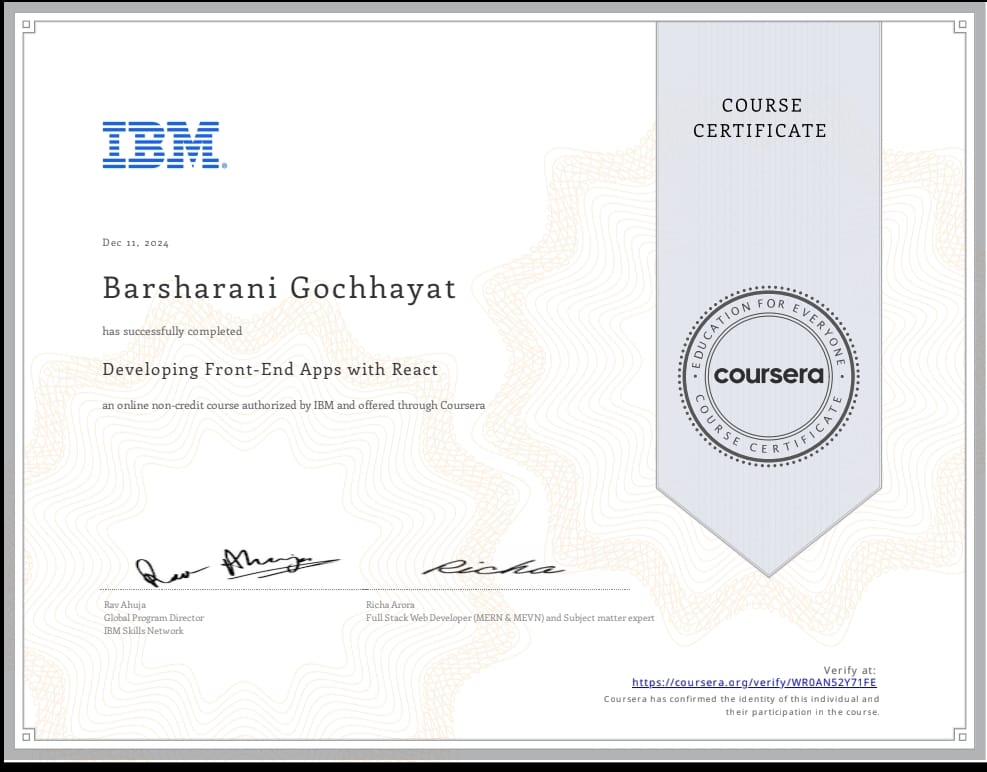 COURSE
CERTIFICATE
IBM®
Dec 11, 2024
Barsharani Gochhayat
has successfully completed
Developing Front-End Apps with React
an online non-credit course authorized by IBM and offered through Coursera
EDUCATION FOR EVERYONE
coursera
COURSE CERTIFICATE
Rav Ahuja
Richa
Rav Ahuja
Global Program Director
IBM Skills Network
Richa Arora
Full Stack Web Developer (MERN & MEVN) and Subject matter expert
Verify at:
https://coursera.org/verify/WR0AN52Y71FE
Coursera has confirmed the identity of this individual and
their participation in the course.